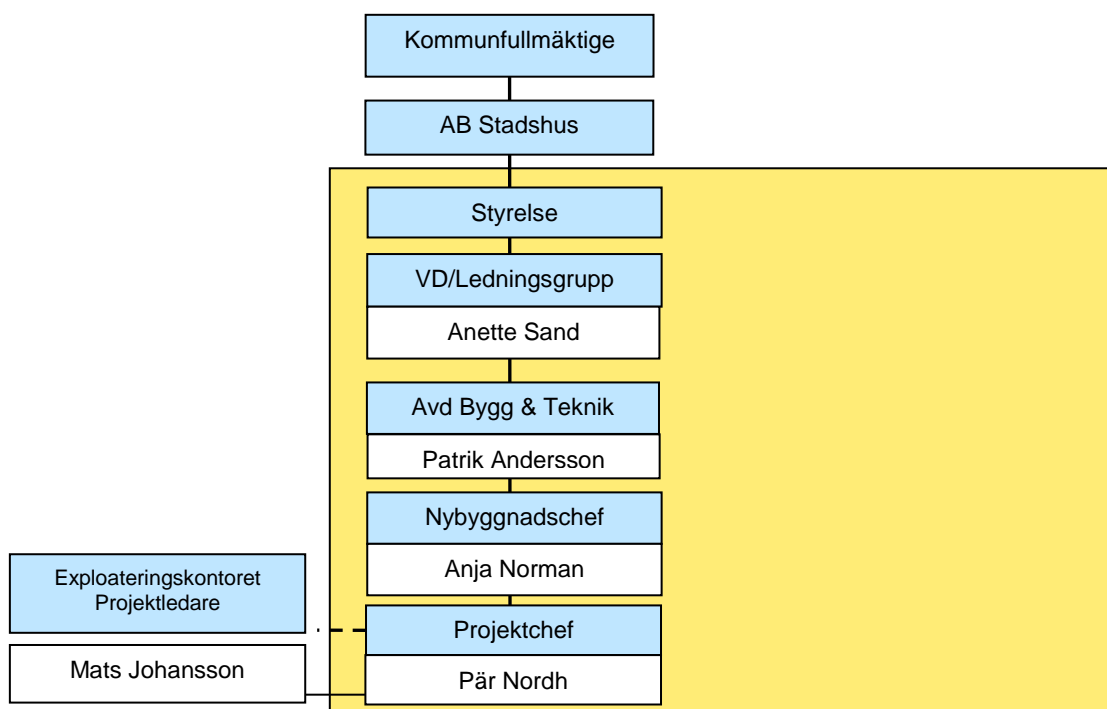 Kommunfullmäktige
AB Stadshus
Styrelse
VD/Ledningsgrupp
Anette Sand
Avd Bygg & Teknik
Patrik Andersson
Nybyggnadschef
Anja Norman
Exploateringskontoret
Projektledare
Mats Johansson
Projektchef
Pär Nordh